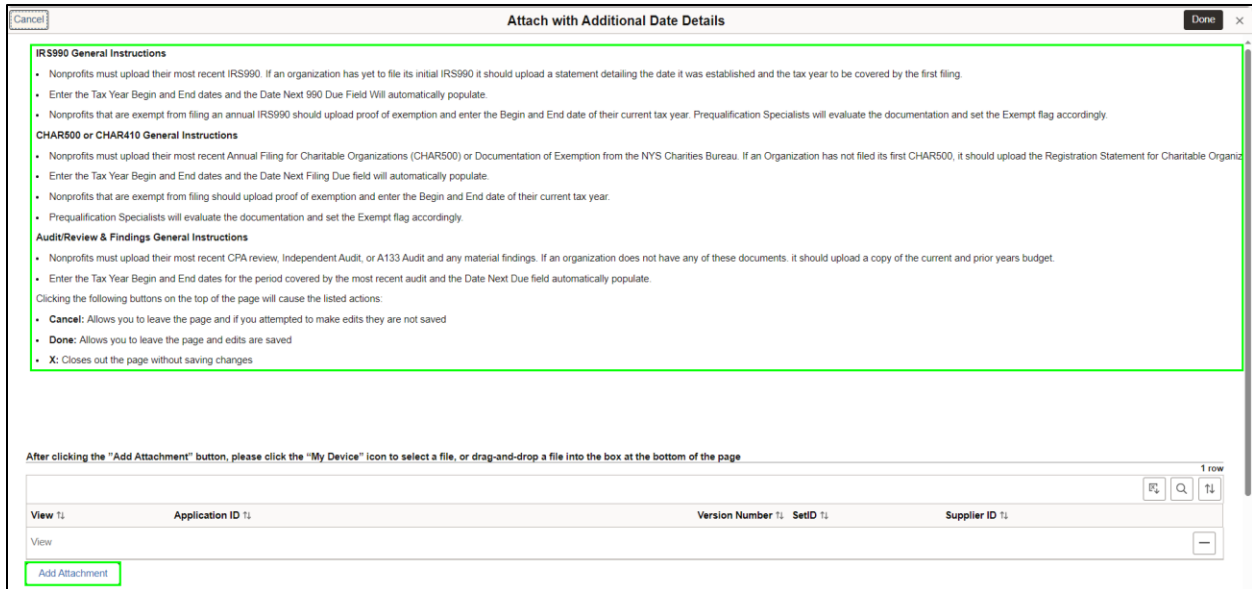 Cancel
Attach with Additional Date Details
Done
×
IRS990 General Instructions
• Nonprofits must upload their most recent IRS990. If an organization has yet to file its initial IRS990 it should upload a statement detailing the date it was established and the tax year to be covered by the first filing.
• Enter the Tax Year Begin and End dates and the Date Next 990 Due Field Will automatically populate.
• Nonprofits that are exempt from filing an annual IRS990 should upload proof of exemption and enter the Begin and End date of their current tax year. Prequalification Specialists will evaluate the documentation and set the Exempt flag accordingly.
CHAR500 or CHAR410 General Instructions
• Nonprofits must upload their most recent Annual Filing for Charitable Organizations (CHAR500) or Documentation of Exemption from the NYS Charities Bureau. If an Organization has not filed its first CHAR500, it should upload the Registration Statement for Charitable Organiz
• Enter the Tax Year Begin and End dates and the Date Next Filing Due field will automatically populate.
• Nonprofits that are exempt from filing should upload proof of exemption and enter the Begin and End date of their current tax year.
• Prequalification Specialists will evaluate the documentation and set the Exempt flag accordingly.
Audit/Review & Findings General Instructions
• Nonprofits must upload their most recent CPA review, Independent Audit, or A133 Audit and any material findings. If an organization does not have any of these documents. it should upload a copy of the current and prior years budget.
• Enter the Tax Year Begin and End dates for the period covered by the most recent audit and the Date Next Due field automatically populate.
Clicking the following buttons on the top of the page will cause the listed actions:
• Cancel: Allows you to leave the page and if you attempted to make edits they are not saved
• Done: Allows you to leave the page and edits are saved
• X: Closes out the page without saving changes
After clicking the "Add Attachment" button, please click the “My Device” icon to select a file, or drag-and-drop a file into the box at the bottom of the page
1 row
View Application ID Version Number SetID Supplier ID
View
Add Attachment